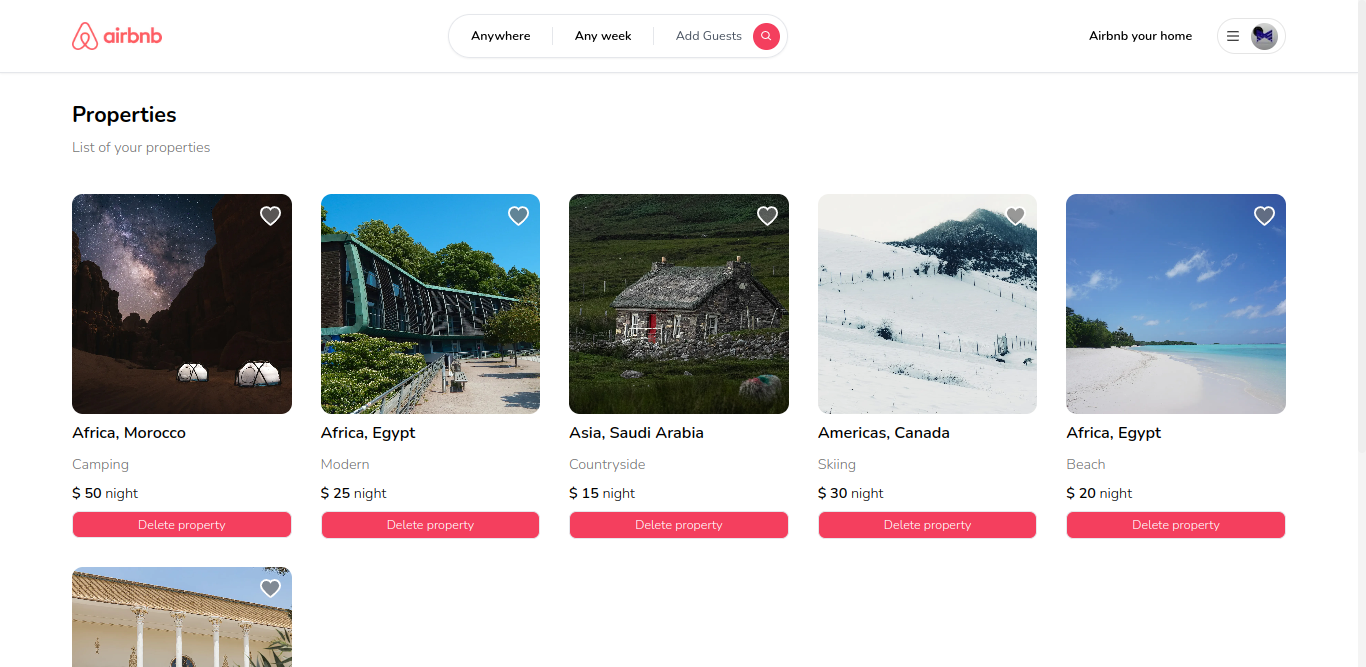 airbnb
Anywhere
Any week
Add Guests
Airbnb your home
Properties
List of your properties
Africa, Morocco
Camping
$ 50 night
Delete property
Africa, Egypt
Modern
$ 25 night
Delete property
Asia, Saudi Arabia
Countryside
$ 15 night
Delete property
Americas, Canada
Skiing
$ 30 night
Delete property
Africa, Egypt
Beach
$ 20 night
Delete property